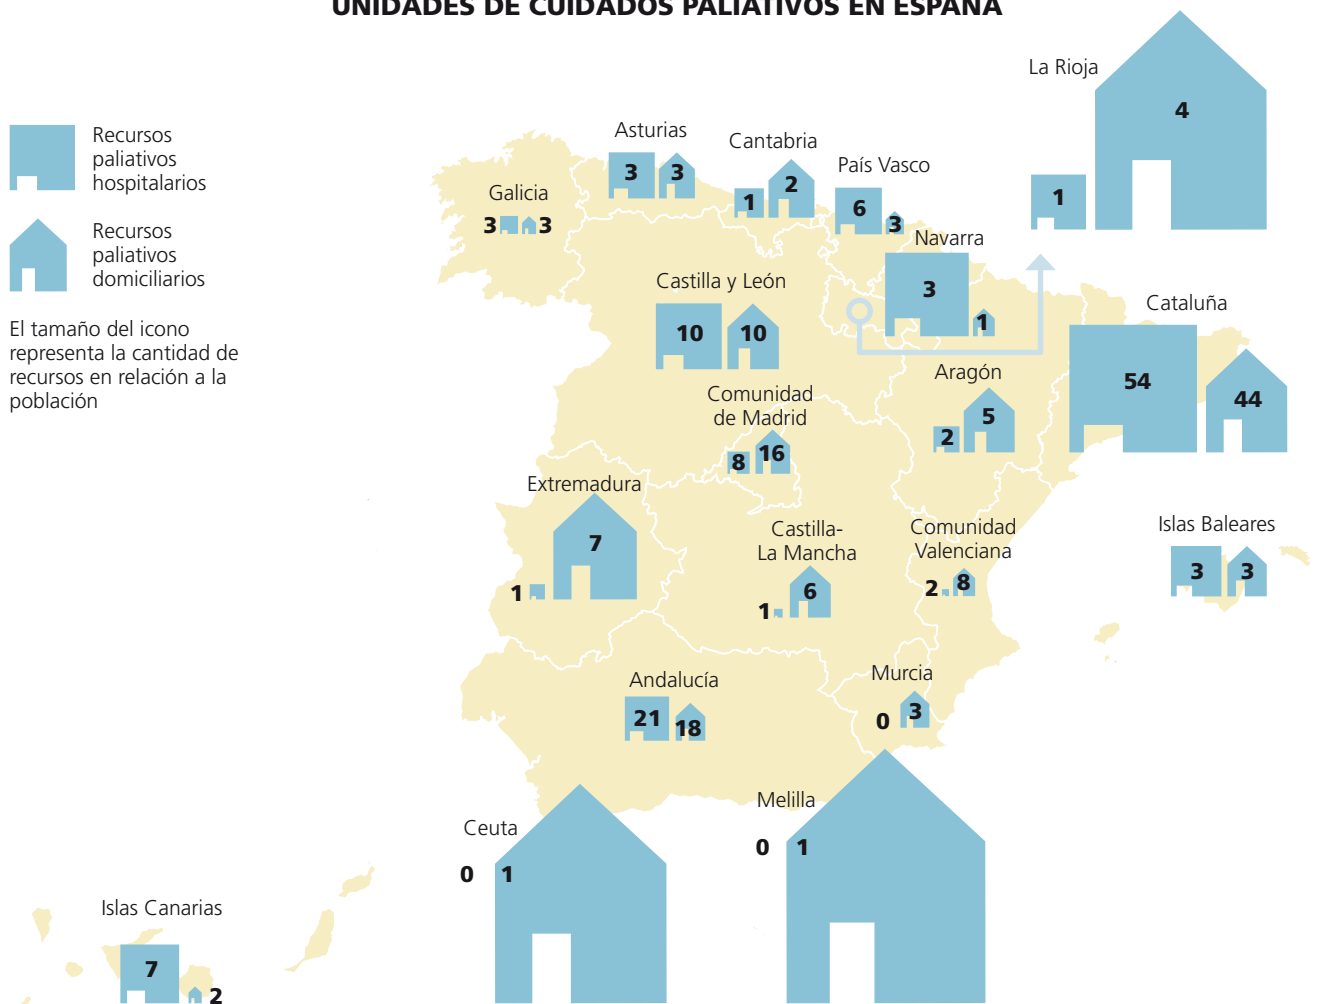 UNIDADES DE CUIDADOS PALIATIVOS EN ESPAÑA
Recursos
paliativos
hospitalarios
Recursos
paliativos
domiciliarios
El tamaño del icono
representa la cantidad de
recursos en relación a la
población
La Rioja
1
4
Asturias
3
3
Cantabria
1
2
País Vasco
6
3
Galicia
3
3
Navarra
3
1
Castilla y León
10
10
Cataluña
54
44
Aragón
2
5
Comunidad
de Madrid
8
16
Extremadura
1
7
Castilla-
La Mancha
1
6
Comunidad
Valenciana
2
8
Islas Baleares
3
3
Andalucía
21
18
Murcia
0
3
Ceuta
0
1
Melilla
0
1
Islas Canarias
7
2